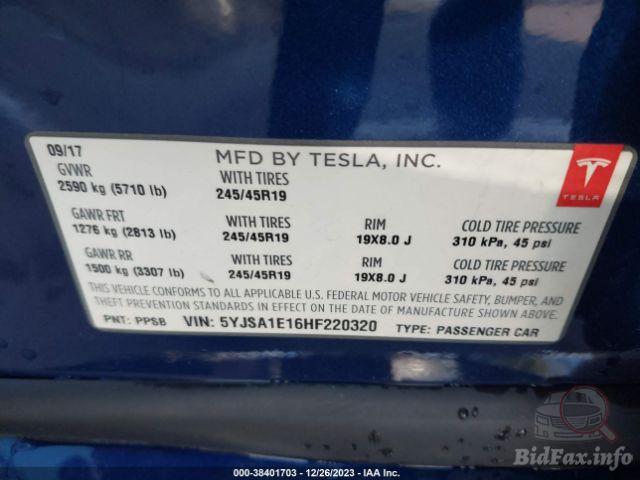 09/17 MFD BY TESLA, INC.
GVWR WITH TIRES
2590 kg (5710 lb) 245/45R19
TESLA
GAWR FRT WITH TIRES RIM COLD TIRE PRESSURE
1276 kg (2813 lb) 245/45R19 19X8.0 J 310 kPa, 45 psi
GAWR RR WITH TIRES RIM COLD TIRE PRESSURE
1500 kg (3307 lb) 245/45R19 19X8.0 J 310 kPa, 45 psi
THIS VEHICLE CONFORMS TO ALL APPLICABLE U.S. FEDERAL MOTOR VEHICLE SAFETY, BUMPER, AND
THEFT PREVENTION STANDARDS IN EFFECT ON THE DATE OF MANUFACTURE SHOWN ABOVE.
PNT: PPSB VIN: 5YJSA1E16HF220320 TYPE: PASSENGER CAR
BidFax.info
000-38401703 - 12/26/2023 - IAA Inc.